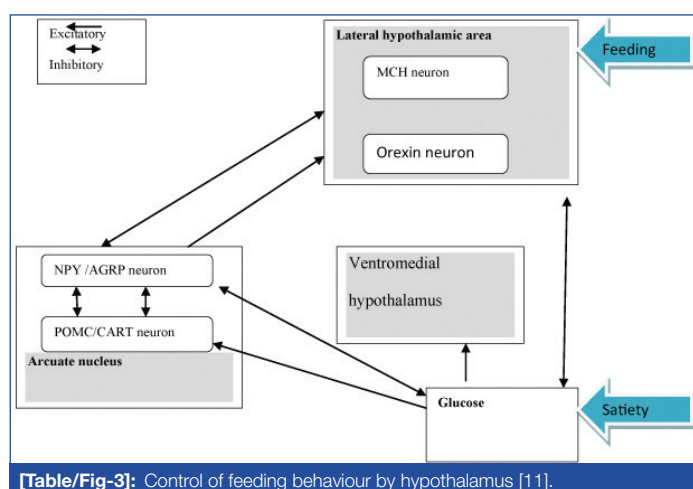 Excitatory
Inhibitory
Lateral hypothalamic area
MCH neuron
Orexin neuron
Feeding
NPY /AGRP neuron
POMC/CART neuron
Arcuate nucleus
Ventromedial
hypothalamus
Glucose
Satiety
[Table/Fig-3]: Control of feeding behaviour by hypothalamus [11].